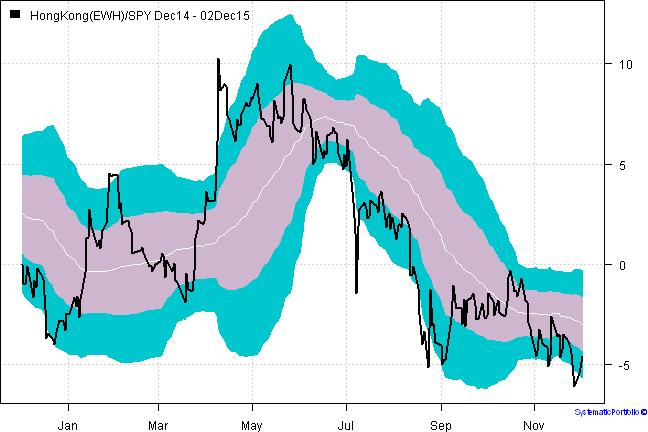 HongKong(EWH)/SPY Dec14 - 02Dec15
10
5
0
-5
Jan Mar May Jul Sep Nov
SystematicPortfolio ©